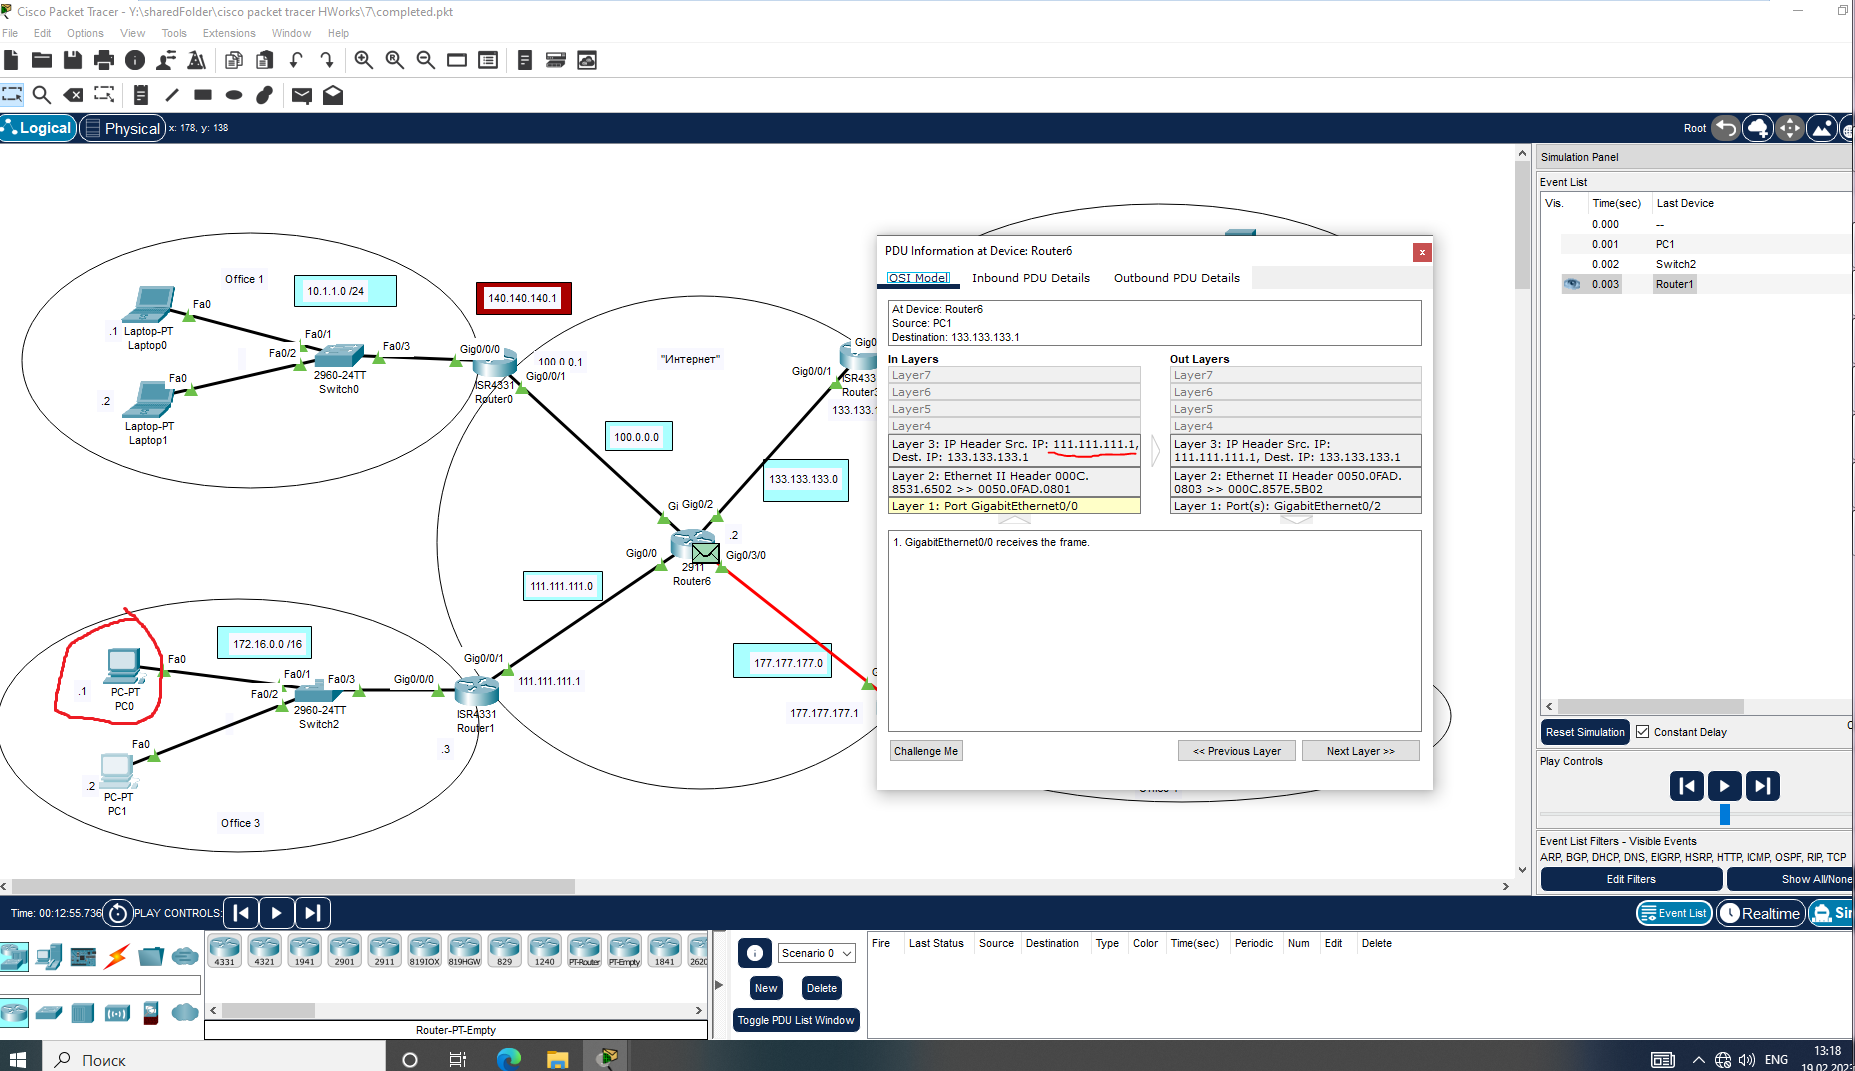 Cisco Packet Tracer - Y:\sharedFolder\cisco packet tracer HWorks\7\completed.pkt
File Edit Options View Tools Extensions Window Help
Logical Physical x: 178, y: 138 Root
Simulation Panel
Event List
Vis. Time(sec) Last Device
0.000 --
0.001 PC1
0.002 Switch2
0.003 Router1
Office 1
10.1.1.0 /24
140.140.140.1
Fa0
.1 Laptop-PT
Laptop0
Fa0/1
Fa0/2
Fa0/3
2960-24TT
Switch0
Fa0
.2
Laptop-PT
Laptop1
Gig0/0/0
100.0.0.1
Gig0/0/1
ISR4331
Router0
"Интернет"
Gig0/0/1
100.0.0.0
133.133.133.0
Gi Gig0/2
.2
Gig0/0
Gig0/3/0
2911
Router6
111.111.111.0
177.177.177.0
177.177.177.1
172.16.0.0 /16
Fa0
.1
PC-PT
PC0
Fa0/1
Fa0/2
Fa0/3
2960-24TT
Switch2
Gig0/0/0
Gig0/0/1
111.111.111.1
ISR4331
Router1
.3
Fa0
.2
PC-PT
PC1
Office 3
PDU Information at Device: Router6
OSI Model Inbound PDU Details Outbound PDU Details
At Device: Router6
Source: PC1
Destination: 133.133.133.1
In Layers
Layer7
Layer6
Layer5
Layer4
Layer 3: IP Header Src. IP: 111.111.111.1,
Dest. IP: 133.133.133.1
Layer 2: Ethernet II Header 000C.
8531.6502 >> 0050.0FAD.0801
Layer 1: Port GigabitEthernet0/0
Out Layers
Layer7
Layer6
Layer5
Layer4
Layer 3: IP Header Src. IP:
111.111.111.1, Dest. IP: 133.133.133.1
Layer 2: Ethernet II Header 0050.0FAD.
0803 >> 000C.857E.5B02
Layer 1: Port(s): GigabitEthernet0/2
1. GigabitEthernet0/0 receives the frame.
Challenge Me << Previous Layer Next Layer >>
Reset Simulation Constant Delay
Play Controls
Event List Filters - Visible Events
ARP, BGP, DHCP, DNS, EIGRP, HSRP, HTTP, ICMP, OSPF, RIP, TCP
Edit Filters Show All/None
Time: 00:12:55.736 PLAY CONTROLS:
Event List Realtime
4331 4321 1941 2901 2911 819IOX 819HGW 829 1240 PT-Router PT-Empty 1841
Router-PT-Empty
Scenario 0
New Delete
Toggle PDU List Window
Fire Last Status Source Destination Type Color Time(sec) Periodic Num Edit Delete
Поиск
ENG
13:18